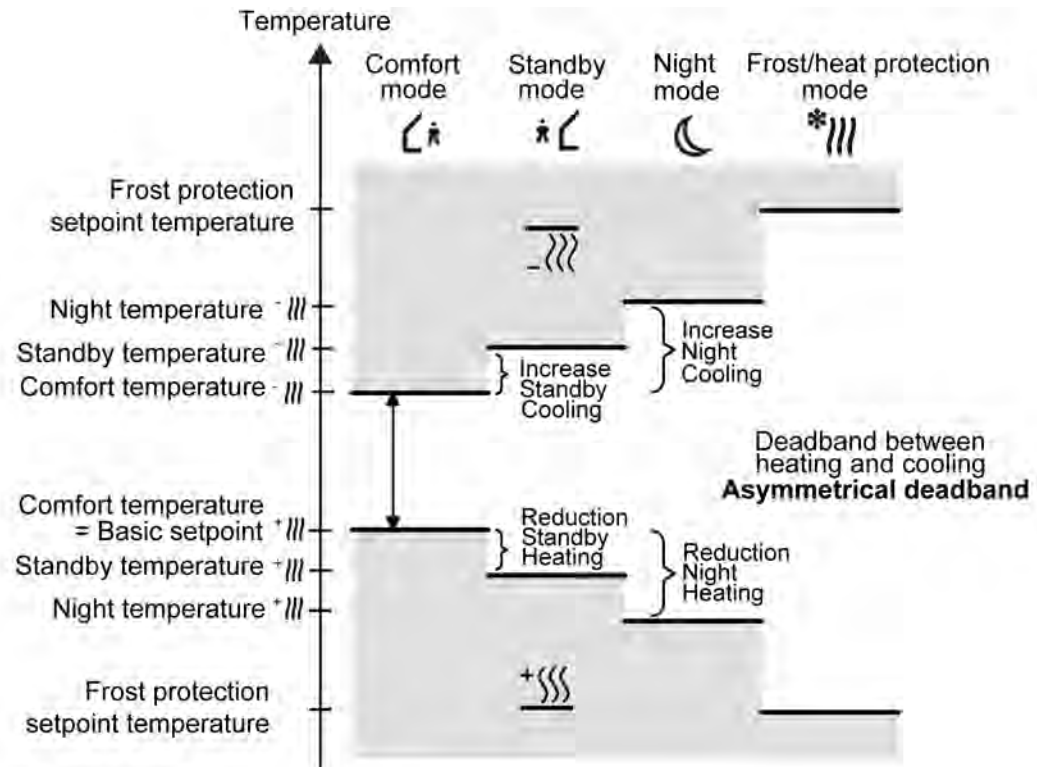 Temperature
Comfort
mode
Standby
mode
Night
mode
Frost/heat protection
mode
Frost protection
setpoint temperature
Night temperature -
Standby temperature -
Comfort temperature -
Increase
Standby
Cooling
Increase
Night
Cooling
Deadband between
heating and cooling
Asymmetrical deadband
Comfort temperature
= Basic setpoint +
Standby temperature +
Night temperature +
Reduction
Standby
Heating
Reduction
Night
Heating
Frost protection
setpoint temperature